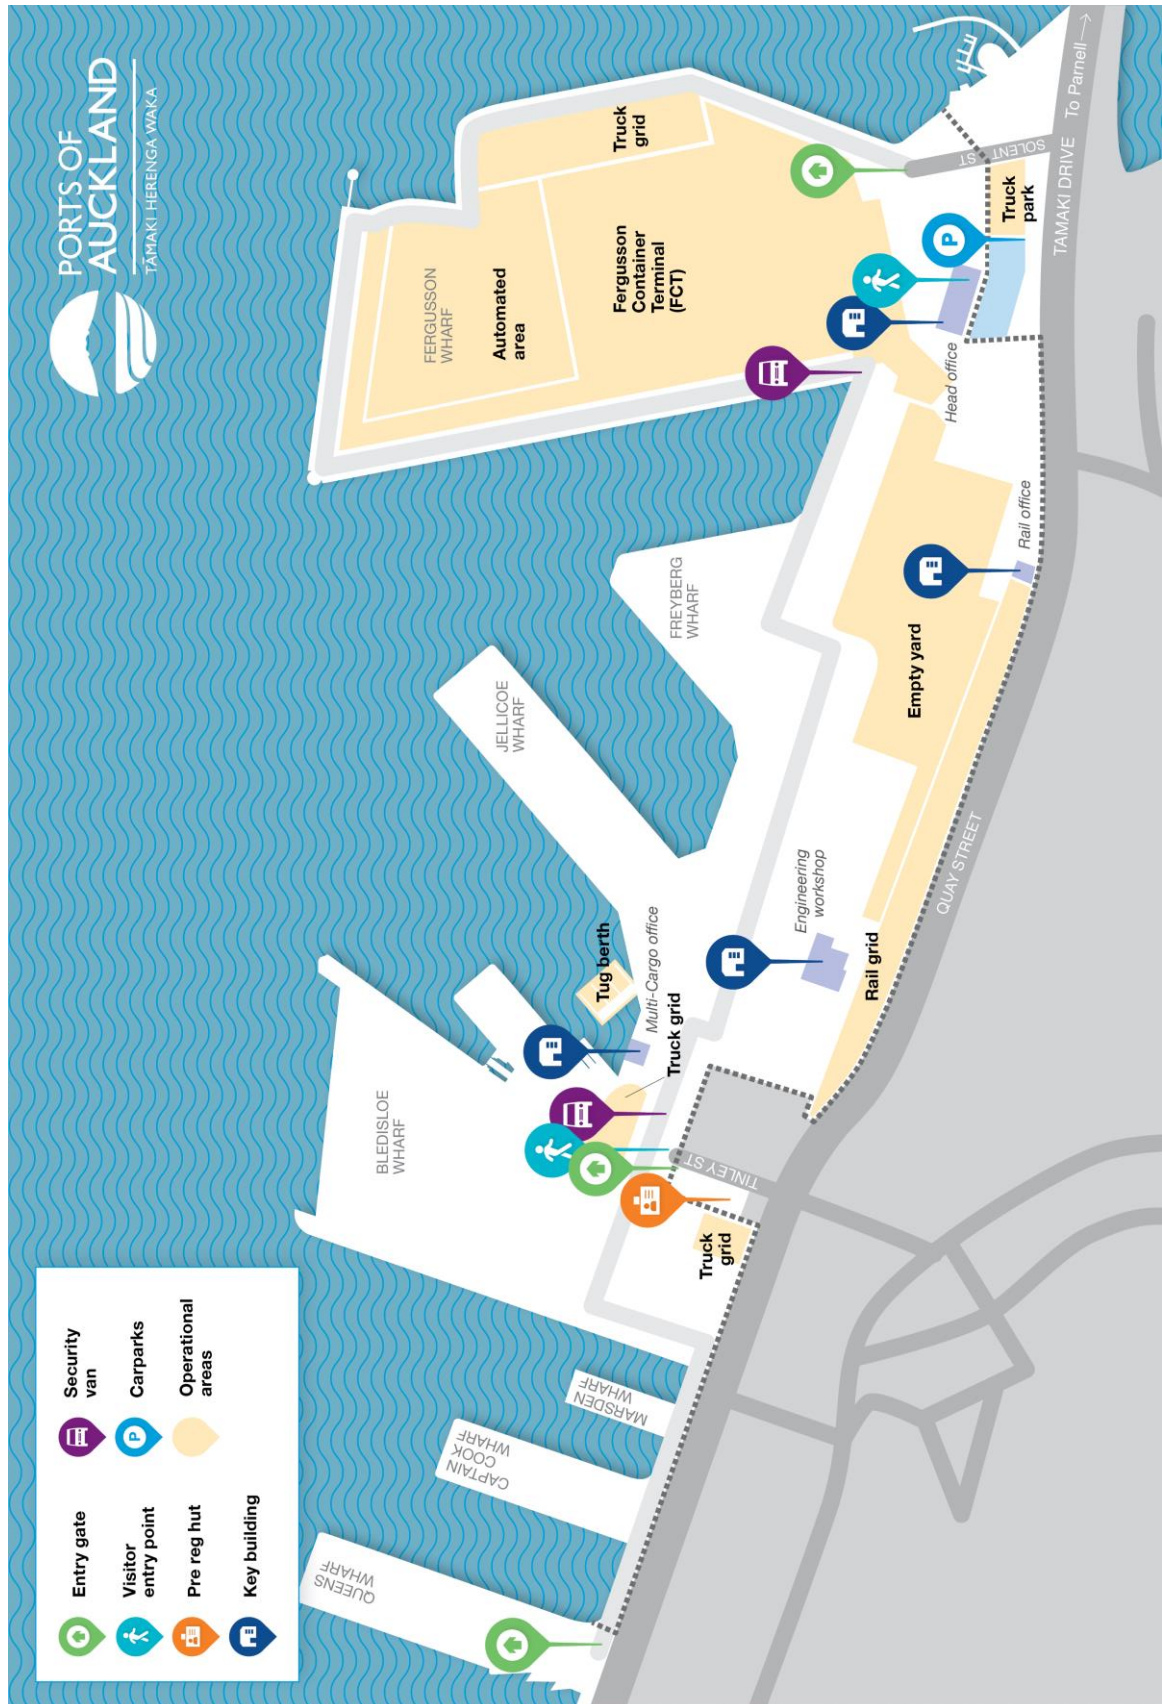 PORTS OF
AUCKLAND
TĀMAKI HERENGA WAKA
Entry gate
Visitor
entry point
Pre reg hut
Key building
Security
van
Carparks
P
Operational
areas
QUEENS
WHARF
CAPTAIN
COOK
WHARF
MARSDEN
WHARF
BLEDISLOE
WHARF
JELLICOE
WHARF
FREYBERG
WHARF
FERGUSSON
WHARF
Automated
area
Truck
grid
Fergusson
Container
Terminal
(FCT)
Tug berth
Multi-Cargo office
Truck grid
Truck
grid
TINLEY ST
Engineering
workshop
Rail grid
Empty yard
Rail office
Head office
P
Truck
park
SOLENT
ST
QUAY STREET
TAMAKI DRIVE
To Parnell